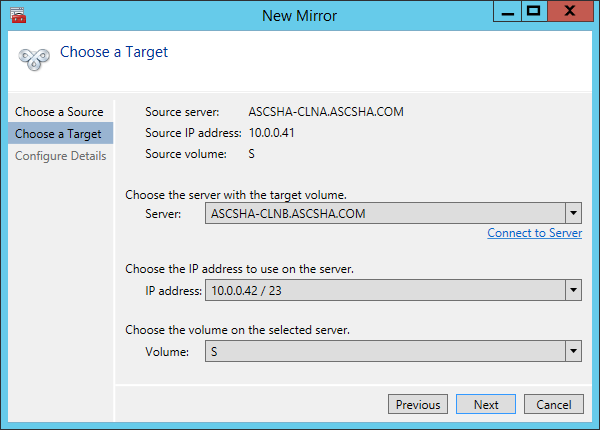 New Mirror
Choose a Target
Choose a Source
Choose a Target
Configure Details
Source server: ASCSHA-CLNA.ASCSHA.COM
Source IP address: 10.0.0.41
Source volume: S
Choose the server with the target volume.
Server: ASCSHA-CLNB.ASCSHA.COM
Connect to Server
Choose the IP address to use on the server.
IP address: 10.0.0.42 / 23
Choose the volume on the selected server.
Volume: S
Previous Next Cancel